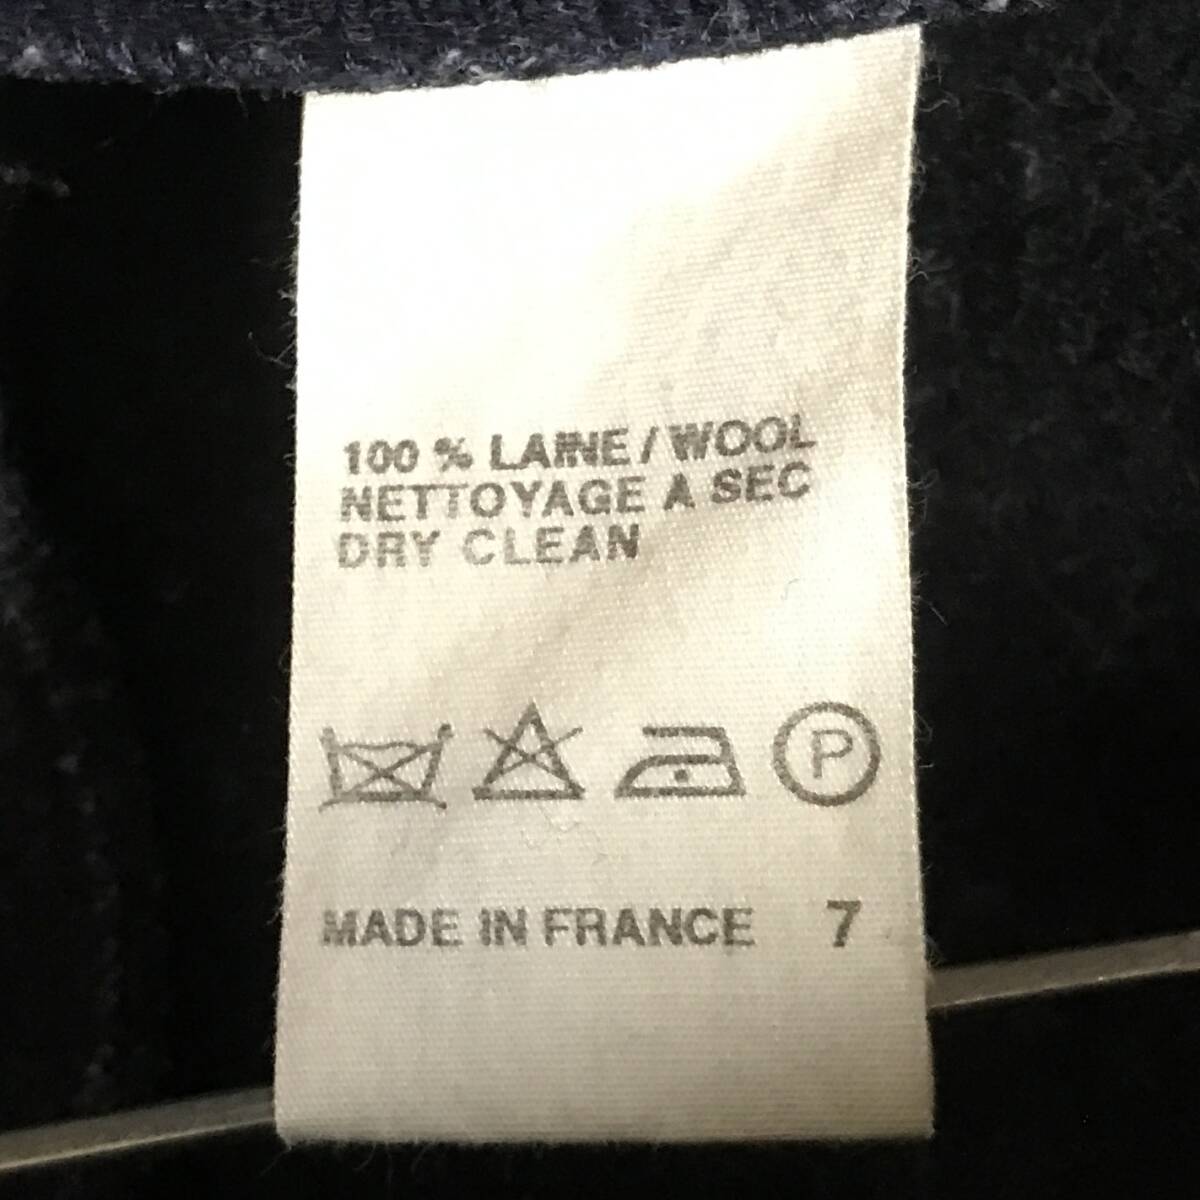 100 % LAINE / WOOL
NETTOYAGE A SEC
DRY CLEAN
P
MADE IN FRANCE 7